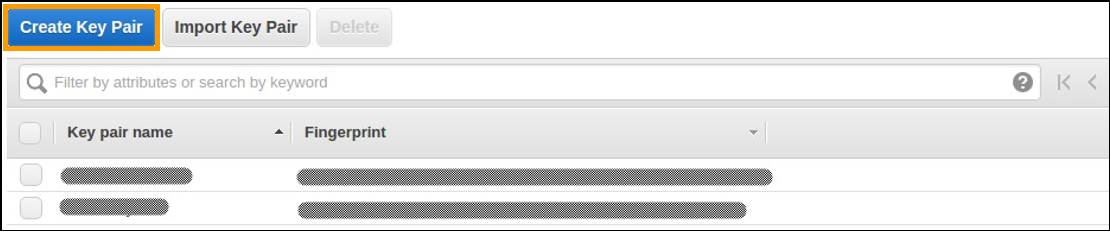 Create Key Pair Import Key Pair Delete
Filter by attributes or search by keyword
Key pair name Fingerprint